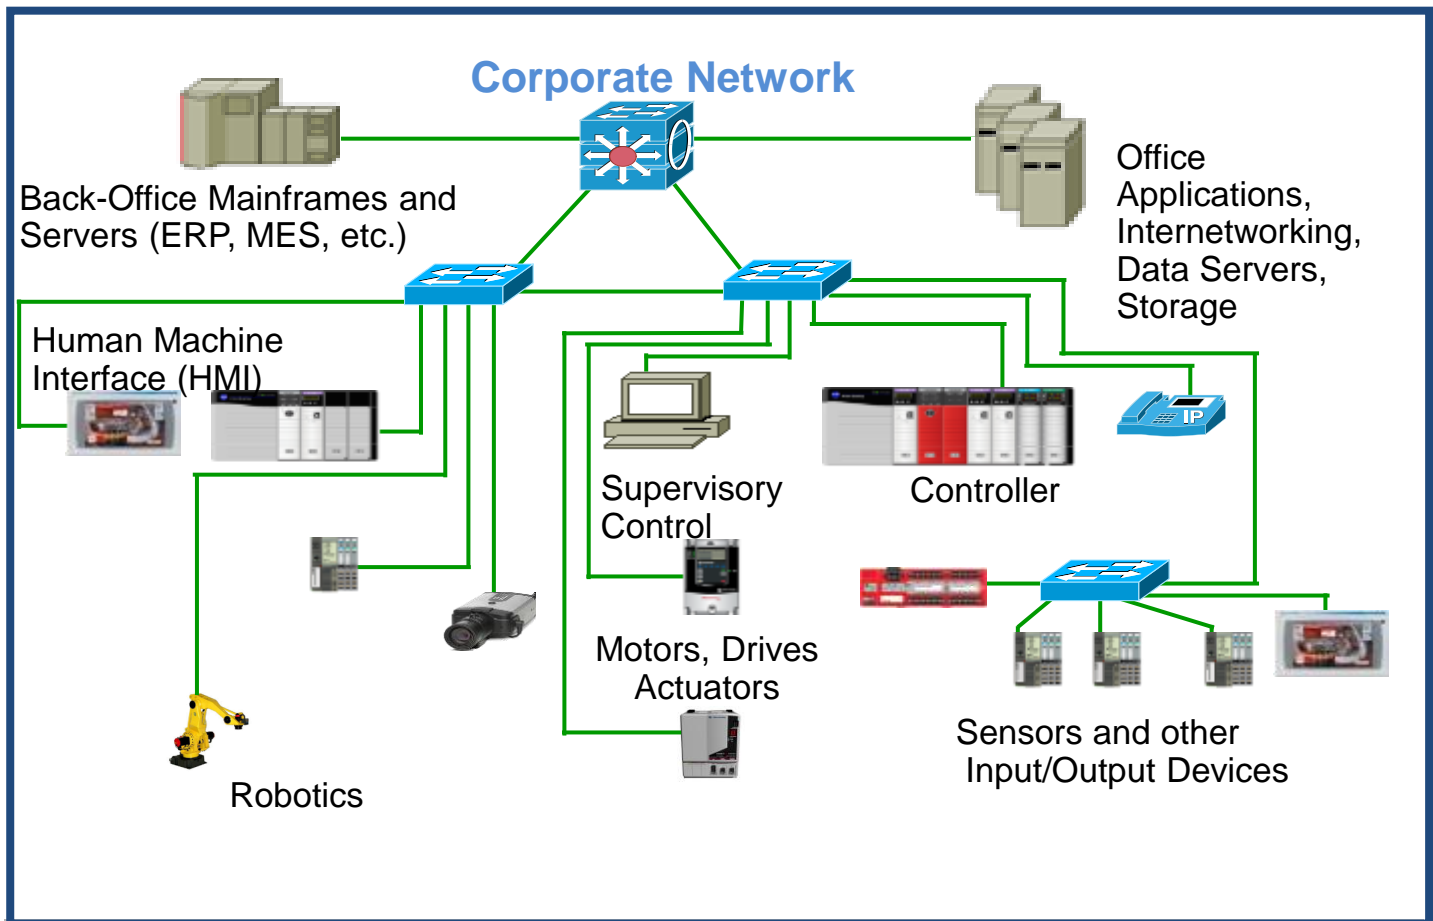 Corporate Network
Back-Office Mainframes and
Servers (ERP, MES, etc.)
Office
Applications,
Internetworking,
Data Servers,
Storage
Human Machine
Interface (HMI)
IP
Supervisory
Control
Controller
Motors, Drives
Actuators
Sensors and other
Input/Output Devices
Robotics